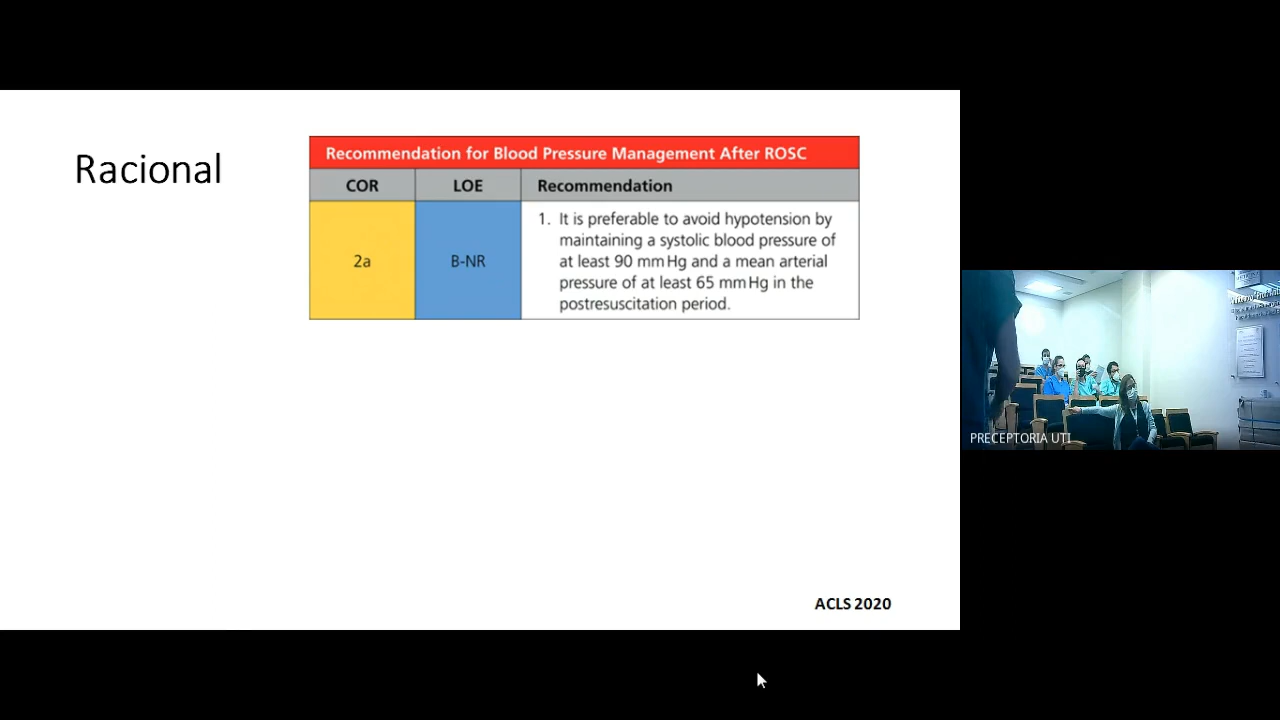 Racional
Recommendation for Blood Pressure Management After ROSC
COR LOE Recommendation
2a B-NR 1. It is preferable to avoid hypotension by
maintaining a systolic blood pressure of
at least 90 mm Hg and a mean arterial
pressure of at least 65 mm Hg in the
postresuscitation period.
PRECEPTORIA UTI
ACLS 2020